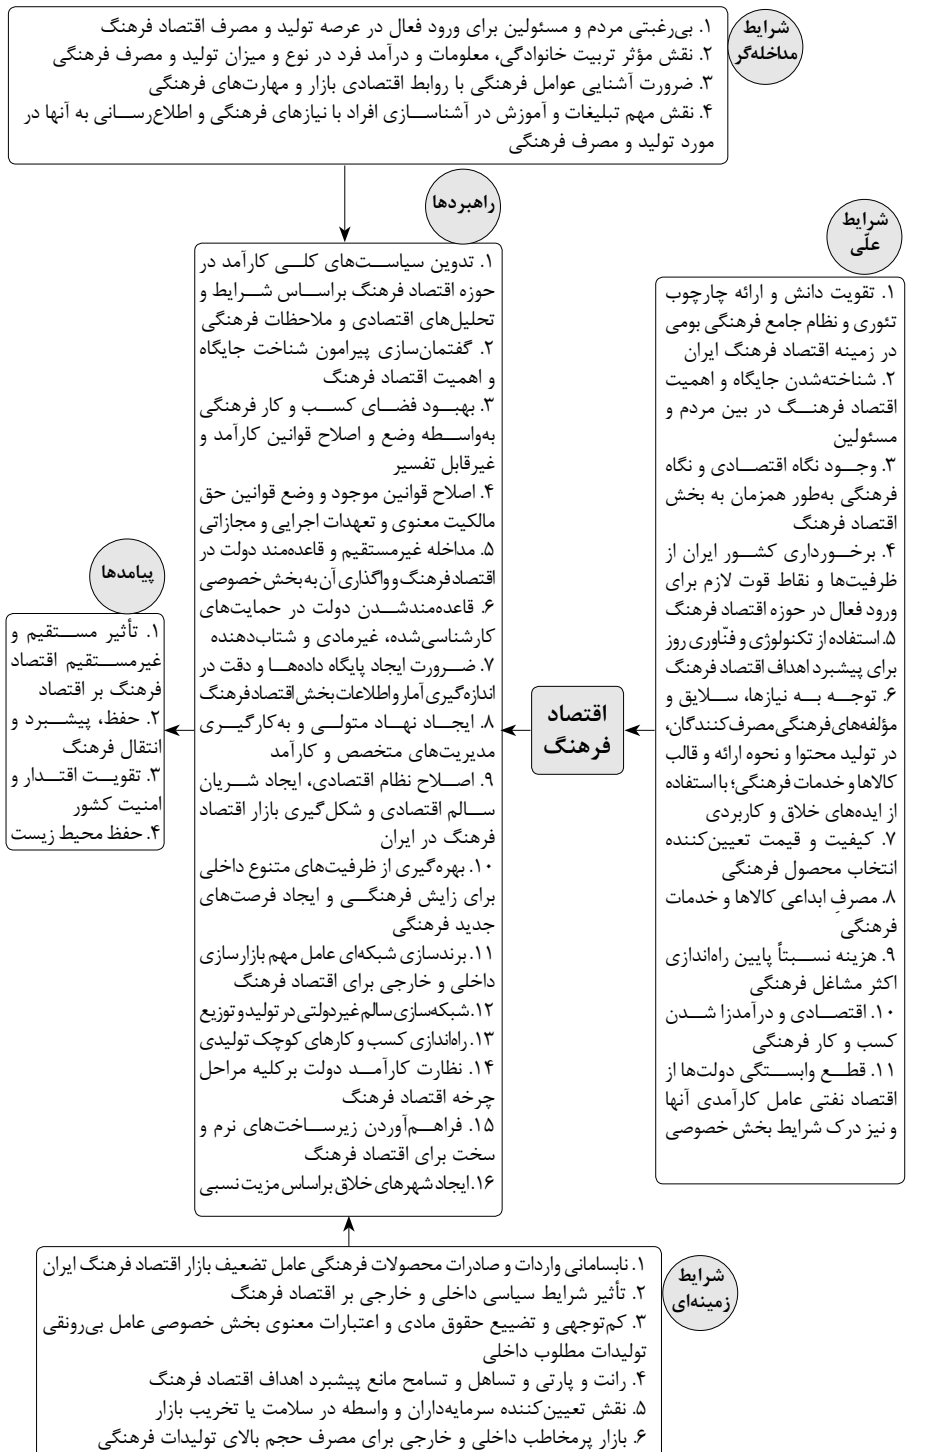 شرایط
مداخله‌گر
۱. بی‌رغبتی مردم و مسئولین برای ورود فعال در عرصه تولید و مصرف اقتصاد فرهنگ
۲. نقش مؤثر تربیت خانوادگی، معلومات و درآمد فرد در نوع و میزان تولید و مصرف فرهنگی
۳. ضرورت آشنایی عوامل فرهنگی با روابط اقتصادی بازار و مهارت‌های فرهنگی
۴. نقش مهم تبلیغات و آموزش در آشناسازی افراد با نیازهای فرهنگی و اطلاع‌رسانی به آنها در
مورد تولید و مصرف فرهنگی
شرایط
علّی
۱. تقویت دانش و ارائه چارچوب
تئوری و نظام جامع فرهنگی بومی
در زمینه اقتصاد فرهنگ ایران
۲. شناخته‌شدن جایگاه و اهمیت
اقتصاد فرهنگ در بین مردم و
مسئولین
۳. وجود نگاه اقتصادی و نگاه
فرهنگی به‌طور همزمان به بخش
اقتصاد فرهنگ
۴. برخورداری کشور ایران از
ظرفیت‌ها و نقاط قوت لازم برای
ورود فعال در حوزه اقتصاد فرهنگ
۵. استفاده از تکنولوژی و فنّاوری روز
برای پیشبرد اهداف اقتصاد فرهنگ
۶. توجه به نیازها، سلایق و
مؤلفه‌های فرهنگی مصرف‌کنندگان،
در تولید محتوا و نحوه ارائه و قالب
کالاها و خدمات فرهنگی؛ با استفاده
از ایده‌های خلاق و کاربردی
۷. کیفیت و قیمت تعیین‌کننده
انتخاب محصول فرهنگی
۸. مصرفِ ابداعی کالاها و خدمات
فرهنگی
۹. هزینه نسبتاً پایین راه‌اندازی
اکثر مشاغل فرهنگی
۱۰. اقتصادی و درآمدزا شدن
کسب و کار فرهنگی
۱۱. قطع وابستگی دولت‌ها از
اقتصاد نفتی عامل کارآمدی آنها
و نیز درک شرایط بخش خصوصی
اقتصاد
فرهنگ
راهبردها
۱. تدوین سیاست‌های کلی کارآمد در
حوزه اقتصاد فرهنگ براساس شرایط و
تحلیل‌های اقتصادی و ملاحظات فرهنگی
۲. گفتمان‌سازی پیرامون شناخت جایگاه
و اهمیت اقتصاد فرهنگ
۳. بهبود فضای کسب و کار فرهنگی
به‌واسطه وضع و اصلاح قوانین کارآمد و
غیرقابل تفسیر
۴. اصلاح قوانین موجود و وضع قوانین حق
مالکیت معنوی و تعهدات اجرایی و مجازاتی
۵. مداخله غیرمستقیم و قاعده‌مند دولت در
اقتصاد فرهنگ و واگذاری آن به بخش خصوصی
۶. قاعده‌مندشدن دولت در حمایت‌های
کارشناسی‌شده، غیرمادی و شتاب‌دهنده
۷. ضرورت ایجاد پایگاه داده‌ها و دقت در
اندازه‌گیری آمار و اطلاعات بخش اقتصاد فرهنگ
۸. ایجاد نهاد متولی و به‌کارگیری
مدیریت‌های متخصص و کارآمد
۹. اصلاح نظام اقتصادی، ایجاد شریان
سالم اقتصادی و شکل‌گیری بازار اقتصاد
فرهنگ در ایران
۱۰. بهره‌گیری از ظرفیت‌های متنوع داخلی
برای زایش فرهنگی و ایجاد فرصت‌های
جدید فرهنگی
۱۱. برندسازی شبکه‌ای عامل مهم بازارسازی
داخلی و خارجی برای اقتصاد فرهنگ
۱۲. شبکه‌سازی سالم غیردولتی در تولید و توزیع
۱۳. راه‌اندازی کسب و کارهای کوچک تولیدی
۱۴. نظارت کارآمد دولت برکلیه مراحل
چرخه اقتصاد فرهنگ
۱۵. فراهم‌آوردن زیرساخت‌های نرم و
سخت برای اقتصاد فرهنگ
۱۶. ایجاد شهرهای خلاق براساس مزیت نسبی
پیامدها
۱. تأثیر مستقیم و
غیرمستقیم اقتصاد
فرهنگ بر اقتصاد
۲. حفظ، پیشبرد و
انتقال فرهنگ
۳. تقویت اقتدار و
امنیت کشور
۴. حفظ محیط زیست
شرایط
زمینه‌ای
۱. نابسامانی واردات و صادرات محصولات فرهنگی عامل تضعیف بازار اقتصاد فرهنگ ایران
۲. تأثیر شرایط سیاسی داخلی و خارجی بر اقتصاد فرهنگ
۳. کم‌توجهی و تضییع حقوق مادی و اعتبارات معنوی بخش خصوصی عامل بی‌رونقی
تولیدات مطلوب داخلی
۴. رانت و پارتی و تساهل و تسامح مانع پیشبرد اهداف اقتصاد فرهنگ
۵. نقش تعیین‌کننده سرمایه‌داران و واسطه در سلامت یا تخریب بازار
۶. بازار پرمخاطب داخلی و خارجی برای مصرف حجم بالای تولیدات فرهنگی